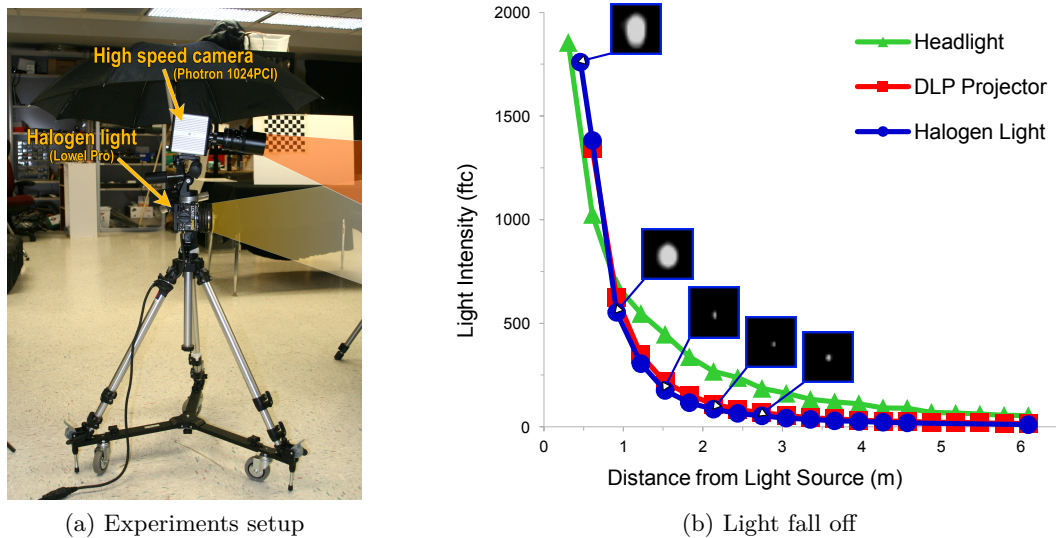 High speed camera
(Photron 1024PCI)
Halogen light
(Lowel Pro)
(a) Experiments setup
2000
1500
1000
500
0
0
1
2
3
4
5
6
Light Intensity (ftc)
Distance from Light Source (m)
Headlight
DLP Projector
Halogen Light
(b) Light fall off